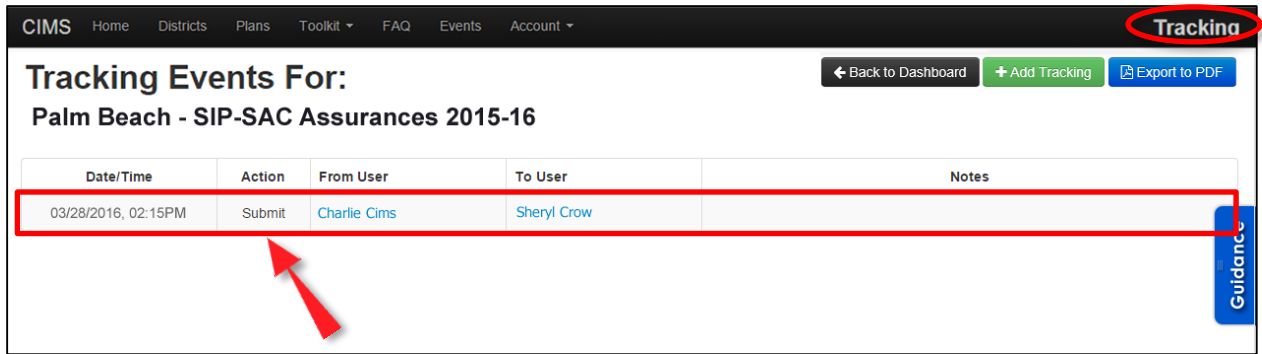 CIMS Home Districts Plans Toolkit FAQ Events Account Tracking
Tracking Events For:
Back to Dashboard Add Tracking Export to PDF
Palm Beach - SIP-SAC Assurances 2015-16
Date/Time Action From User To User Notes
03/28/2016, 02:15PM Submit Charlie Cims Sheryl Crow
Guidance